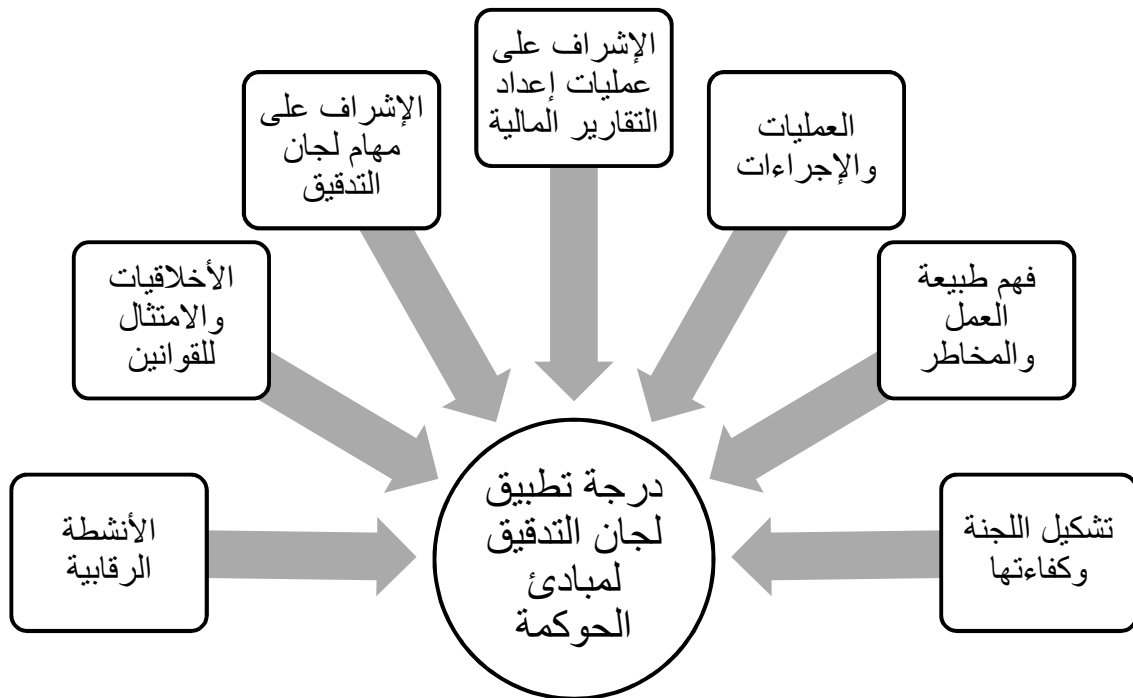 الإشراف على
عمليات إعداد
التقارير المالية
العمليات
والإجراءات
الإشراف على
مهام لجان
التدقيق
فهم طبيعة
العمل
والمخاطر
الأخلاقيات
والامتثال
للقوانين
تشكيل اللجنة
وكفاءتها
الأنشطة
الرقابية
درجة تطبيق
لجان التدقيق
لمبادئ
الحوكمة